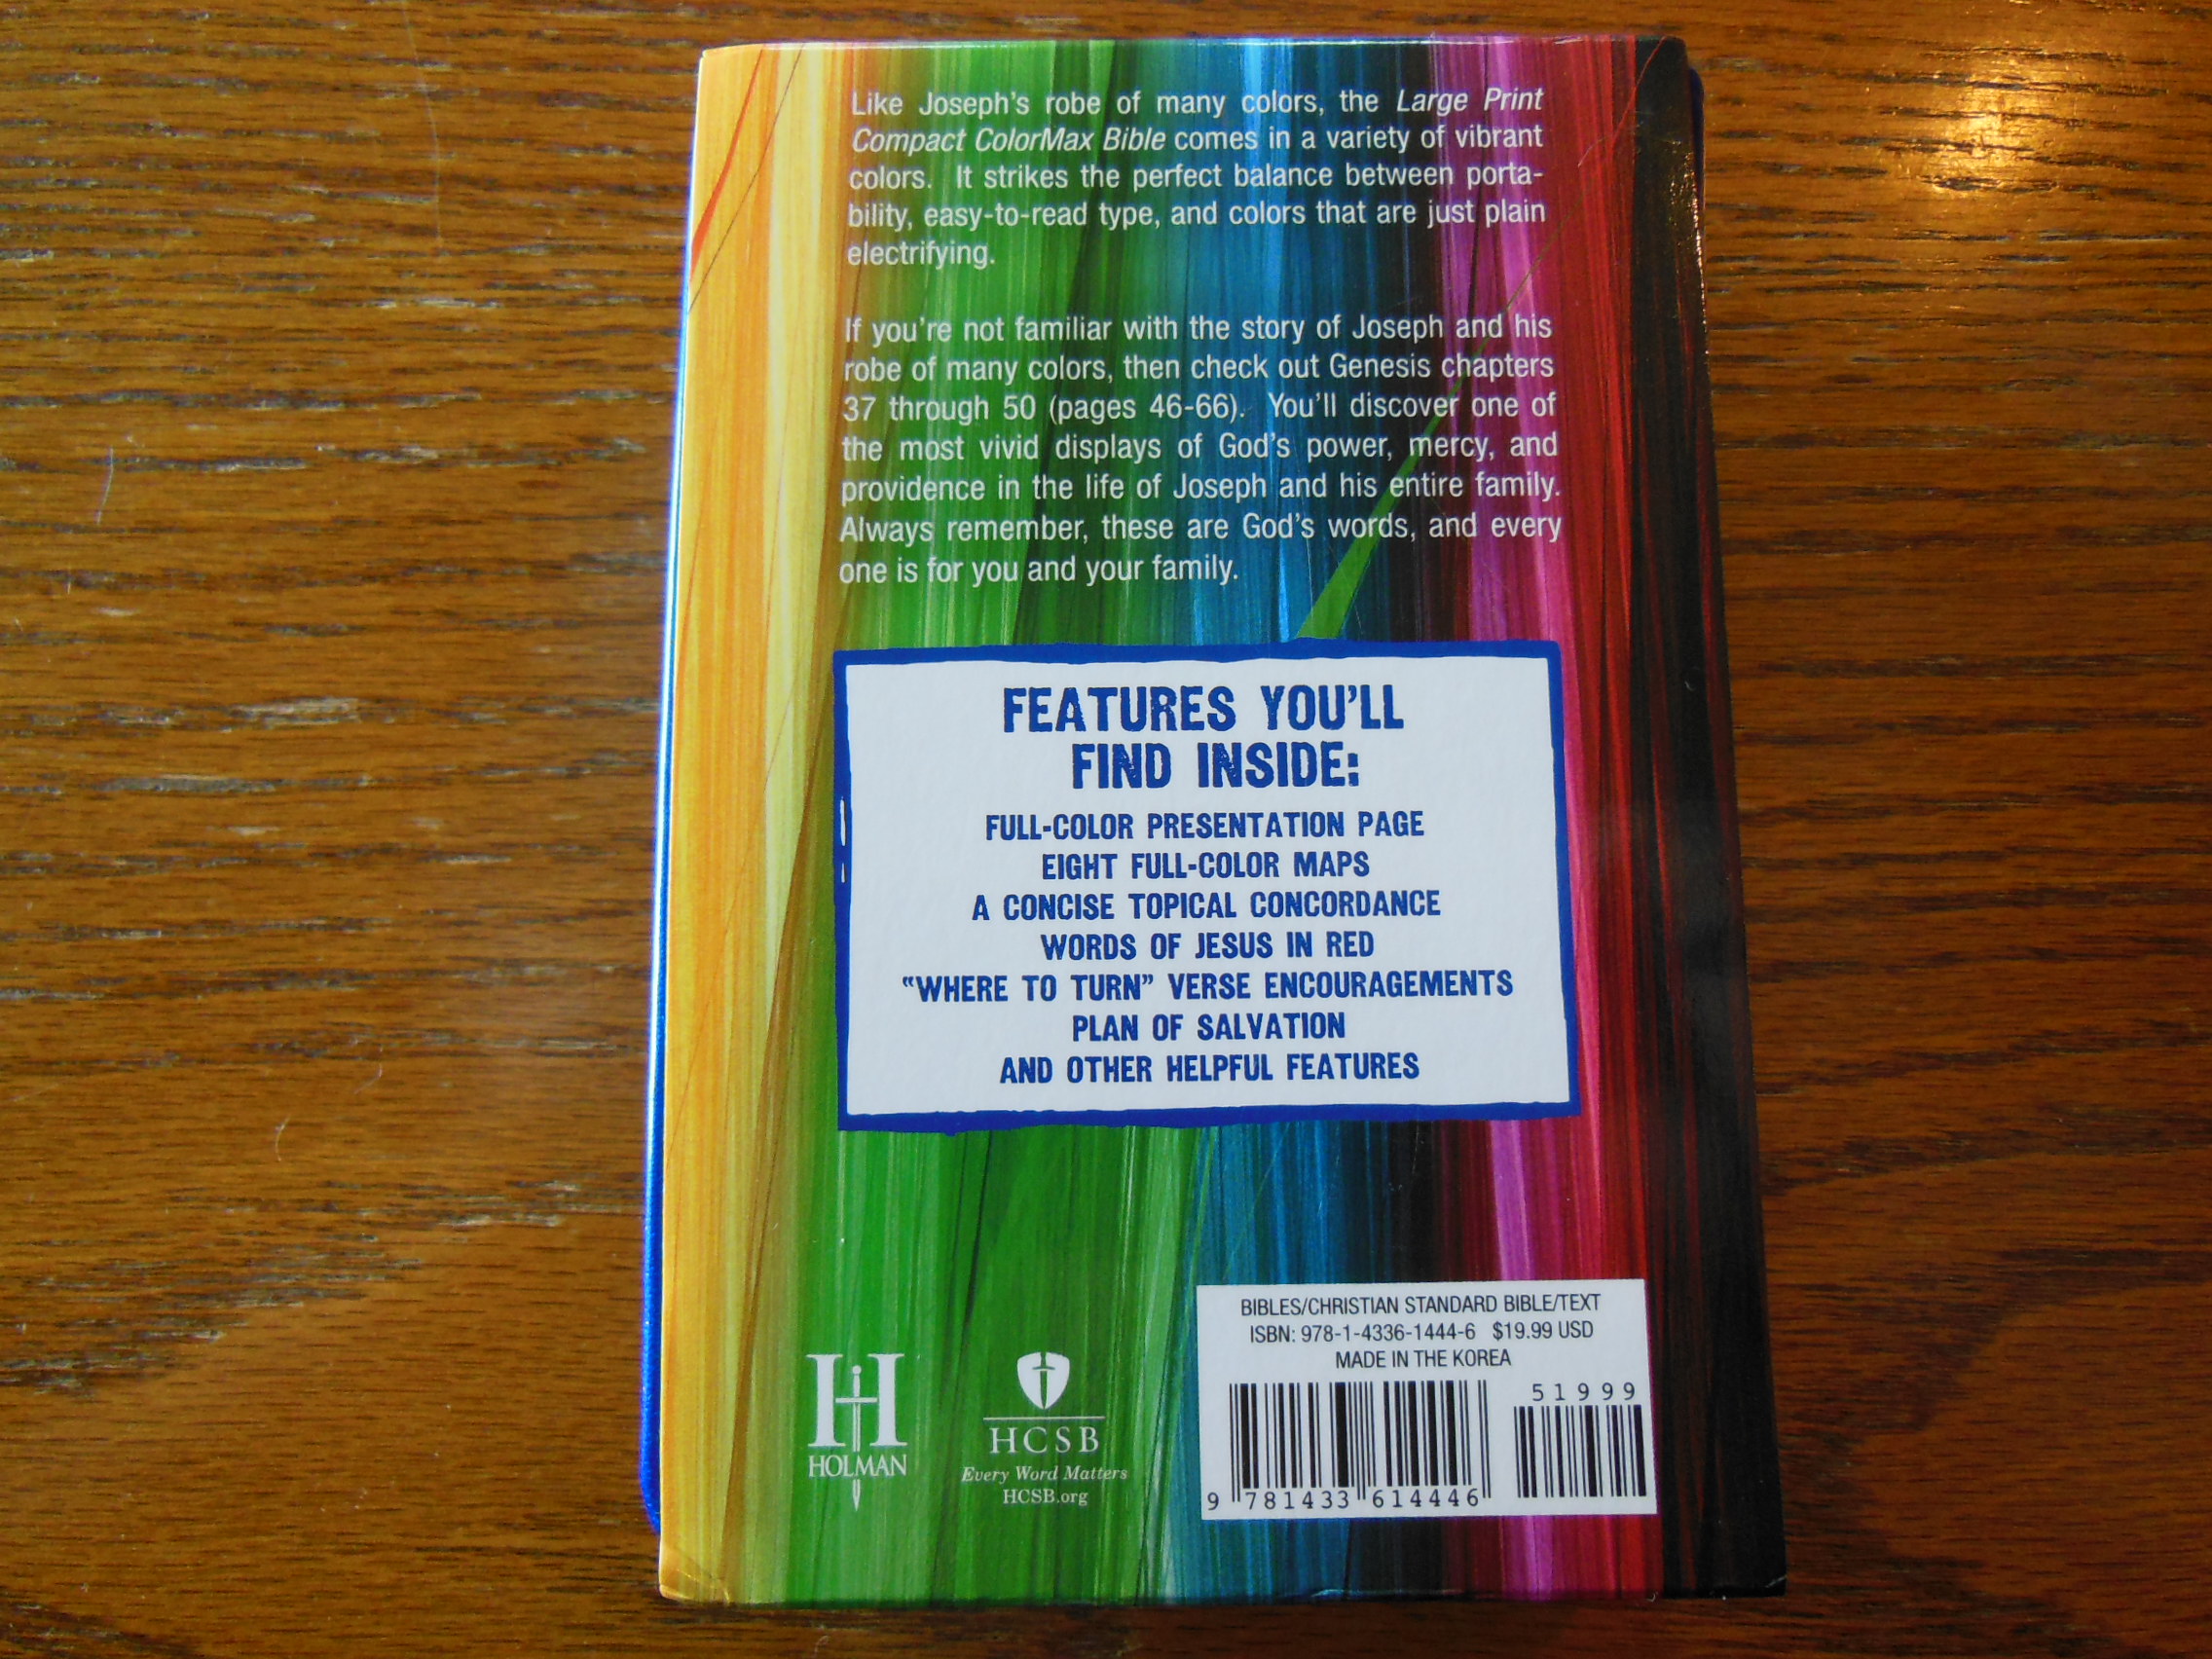 Like Joseph's robe of many colors, the Large Print
Compact ColorMax Bible comes in a variety of vibrant
colors. It strikes the perfect balance between porta-
bility, easy-to-read type, and colors that are just plain
electrifying.
If you're not familiar with the story of Joseph and his
robe of many colors, then check out Genesis chapters
37 through 50 (pages 46-66). You'll discover one of
the most vivid displays of God's power, mercy, and
providence in the life of Joseph and his entire family.
Always remember, these are God's words, and every
one is for you and your family.
FEATURES YOU'LL
FIND INSIDE:
FULL-COLOR PRESENTATION PAGE
EIGHT FULL-COLOR MAPS
A CONCISE TOPICAL CONCORDANCE
WORDS OF JESUS IN RED
"WHERE TO TURN" VERSE ENCOURAGEMENTS
PLAN OF SALVATION
AND OTHER HELPFUL FEATURES
H
HOLMAN
HCSB
Every Word Matters
HCSB.org
BIBLES/CHRISTIAN STANDARD BIBLE/TEXT
ISBN: 978-1-4336-1444-6 $19.99 USD
MADE IN THE KOREA
51999
9 781433 614446